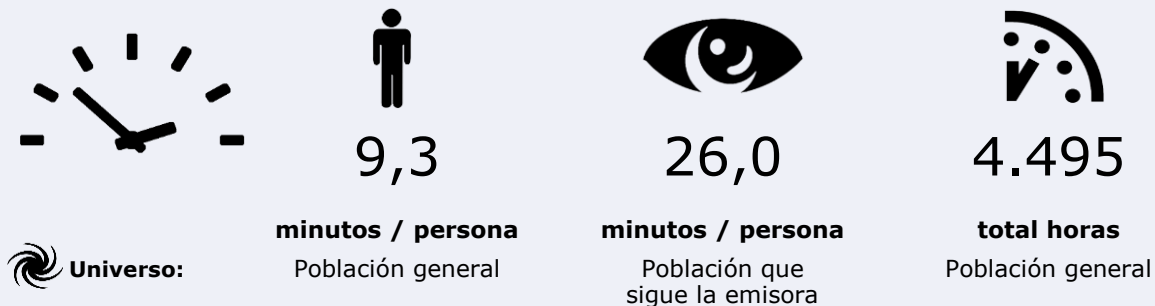 9,3
26,0
4.495
minutos / persona
minutos / persona
total horas
Universo:
Población general
Población que
sigue la emisora
Población general